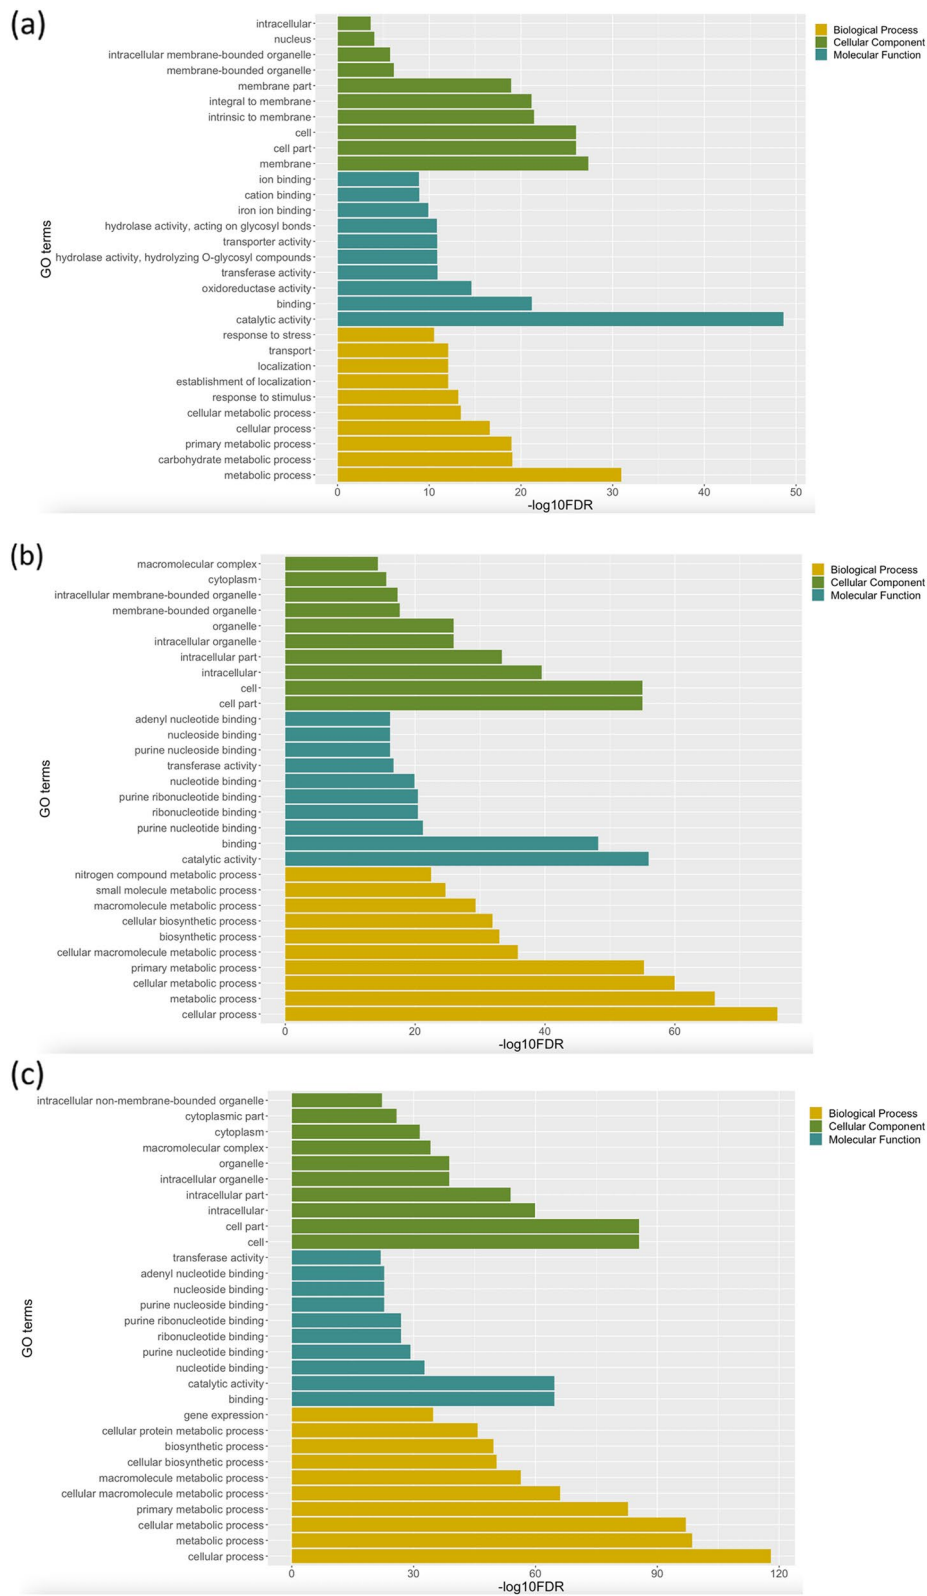 (a)
intracellular
nucleus
intracellular membrane-bounded organelle
membrane-bounded organelle
membrane part
integral to membrane
intrinsic to membrane
cell
cell part
membrane
ion binding
cation binding
iron ion binding
hydrolase activity, acting on glycosyl bonds
transporter activity
hydrolase activity, hydrolyzing O-glycosyl compounds
transferase activity
oxidoreductase activity
binding
catalytic activity
response to stress
transport
localization
establishment of localization
response to stimulus
cellular metabolic process
cellular process
primary metabolic process
carbohydrate metabolic process
metabolic process
GO terms
0 10 20 30 40 50
-log10FDR
Biological Process
Cellular Component
Molecular Function
(b)
macromolecular complex
cytoplasm
intracellular membrane-bounded organelle
membrane-bounded organelle
organelle
intracellular organelle
intracellular part
intracellular
cell
cell part
adenyl nucleotide binding
nucleoside binding
purine nucleoside binding
transferase activity
nucleotide binding
purine ribonucleotide binding
ribonucleotide binding
purine nucleotide binding
binding
catalytic activity
nitrogen compound metabolic process
small molecule metabolic process
macromolecule metabolic process
cellular biosynthetic process
biosynthetic process
cellular macromolecule metabolic process
primary metabolic process
cellular metabolic process
metabolic process
cellular process
GO terms
0 20 40 60
-log10FDR
Biological Process
Cellular Component
Molecular Function
(c)
intracellular non-membrane-bounded organelle
cytoplasmic part
cytoplasm
macromolecular complex
organelle
intracellular organelle
intracellular part
intracellular
cell part
cell
transferase activity
adenyl nucleotide binding
nucleoside binding
purine nucleoside binding
purine ribonucleotide binding
ribonucleotide binding
purine nucleotide binding
nucleotide binding
catalytic activity
binding
gene expression
cellular protein metabolic process
biosynthetic process
cellular biosynthetic process
macromolecule metabolic process
cellular macromolecule metabolic process
primary metabolic process
cellular metabolic process
metabolic process
cellular process
GO terms
0 30 60 90 120
-log10FDR
Biological Process
Cellular Component
Molecular Function